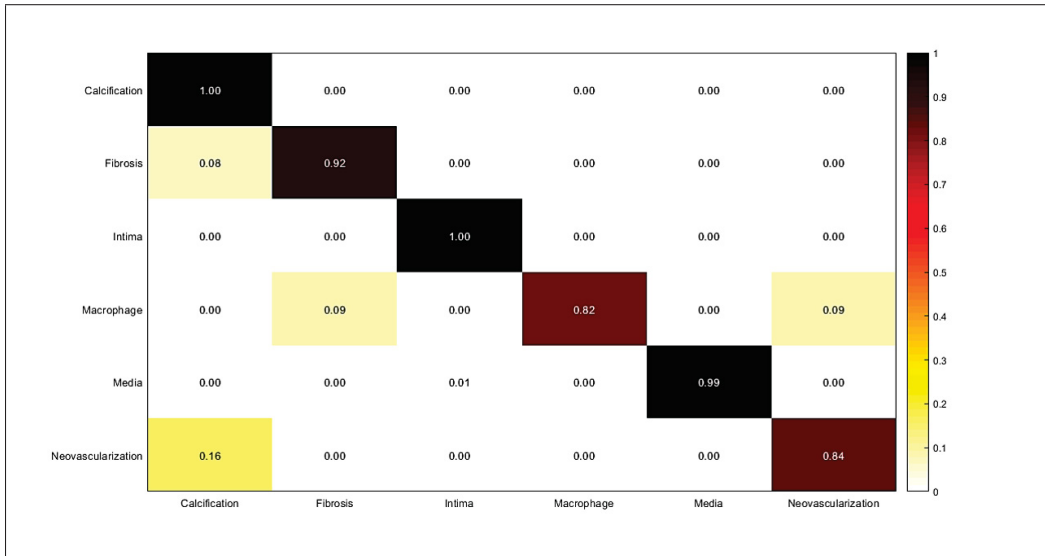 1
Calcification 1.00 0.00 0.00 0.00 0.00 0.00
0.9
0.8
Fibrosis 0.08 0.92 0.00 0.00 0.00 0.00
0.7
0.6
Intima 0.00 0.00 1.00 0.00 0.00 0.00
0.5
Macrophage 0.00 0.09 0.00 0.82 0.00 0.09
0.4
0.3
Media 0.00 0.00 0.01 0.00 0.99 0.00
0.2
0.1
Neovascularization 0.16 0.00 0.00 0.00 0.00 0.84
0
Calcification Fibrosis Intima Macrophage Media Neovascularization